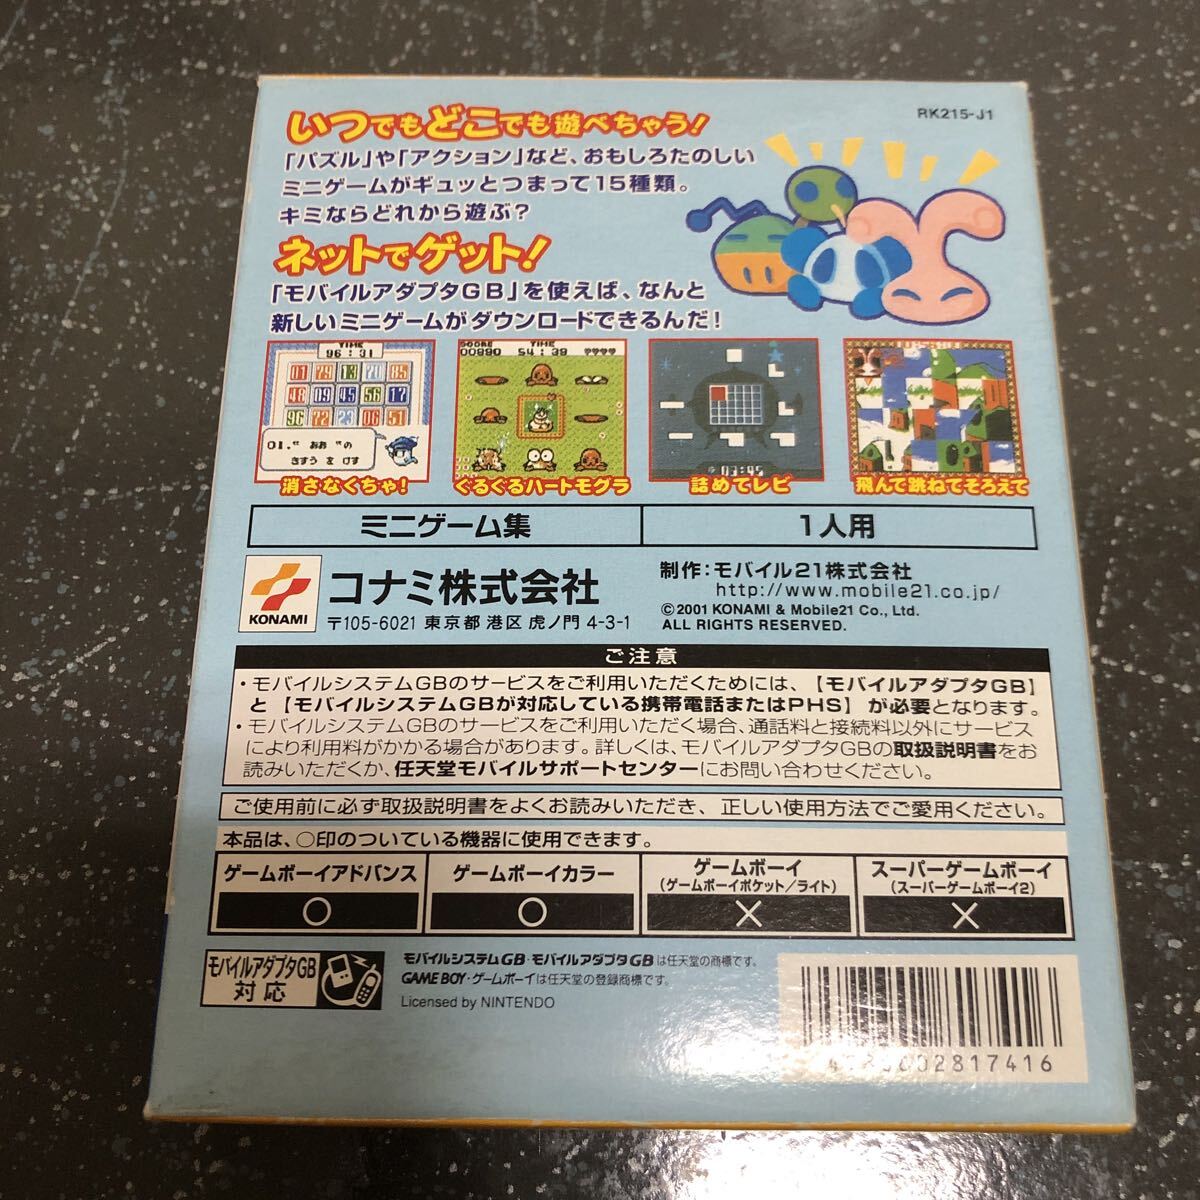 RK215-J1
いつでもどこでも遊べちゃう!
「パズル」や「アクション」など、おもしろたのしい
ミニゲームがギュッとつまって15種類。
キミならどれから遊ぶ?
ネットでゲット!
「モバイルアダプタGB」を使えば、なんと
新しいミニゲームがダウンロードできるんだ!
TIME
96:31
01 79 13 70 85
48 09 45 56 17
96 72 23 06 51
きすう を けす
SCORE TIME
00890 54:39
03:45
消さなくちゃ!
ぐるぐるハートモグラ
詰めてレピ
飛んで跳ねてそろえて
ミニゲーム集
1人用
KONAMI
コナミ株式会社
〒105-6021 東京都 港区 虎ノ門 4-3-1
制作:モバイル21株式会社
http://www.mobile21.co.jp/
©2001 KONAMI & Mobile21 Co., Ltd.
ALL RIGHTS RESERVED.
ご注意
・モバイルシステムGBのサービスをご利用いただくためには、【モバイルアダプタGB】
と【モバイルシステムGBが対応している携帯電話またはPHS】が必要となります。
・モバイルシステムGBのサービスをご利用いただく場合、通話料と接続料以外にサービス
により利用料がかかる場合があります。詳しくは、モバイルアダプタGBの取扱説明書をお
読みいただくか、任天堂モバイルサポートセンターにお問い合わせください。
ご使用前に必ず取扱説明書をよくお読みいただき、正しい使用方法でご愛用ください。
本品は、○印のついている機器に使用できます。
ゲームボーイアドバンス
○
ゲームボーイカラー
○
ゲームボーイ
(ゲームボーイポケット/ライト)
×
スーパーゲームボーイ
(スーパーゲームボーイ2)
×
モバイルアダプタGB
対応
モバイルシステムGB・モバイルアダプタGBは任天堂の商標です。
GAME BOY・ゲームボーイは任天堂の登録商標です。
Licensed by NINTENDO